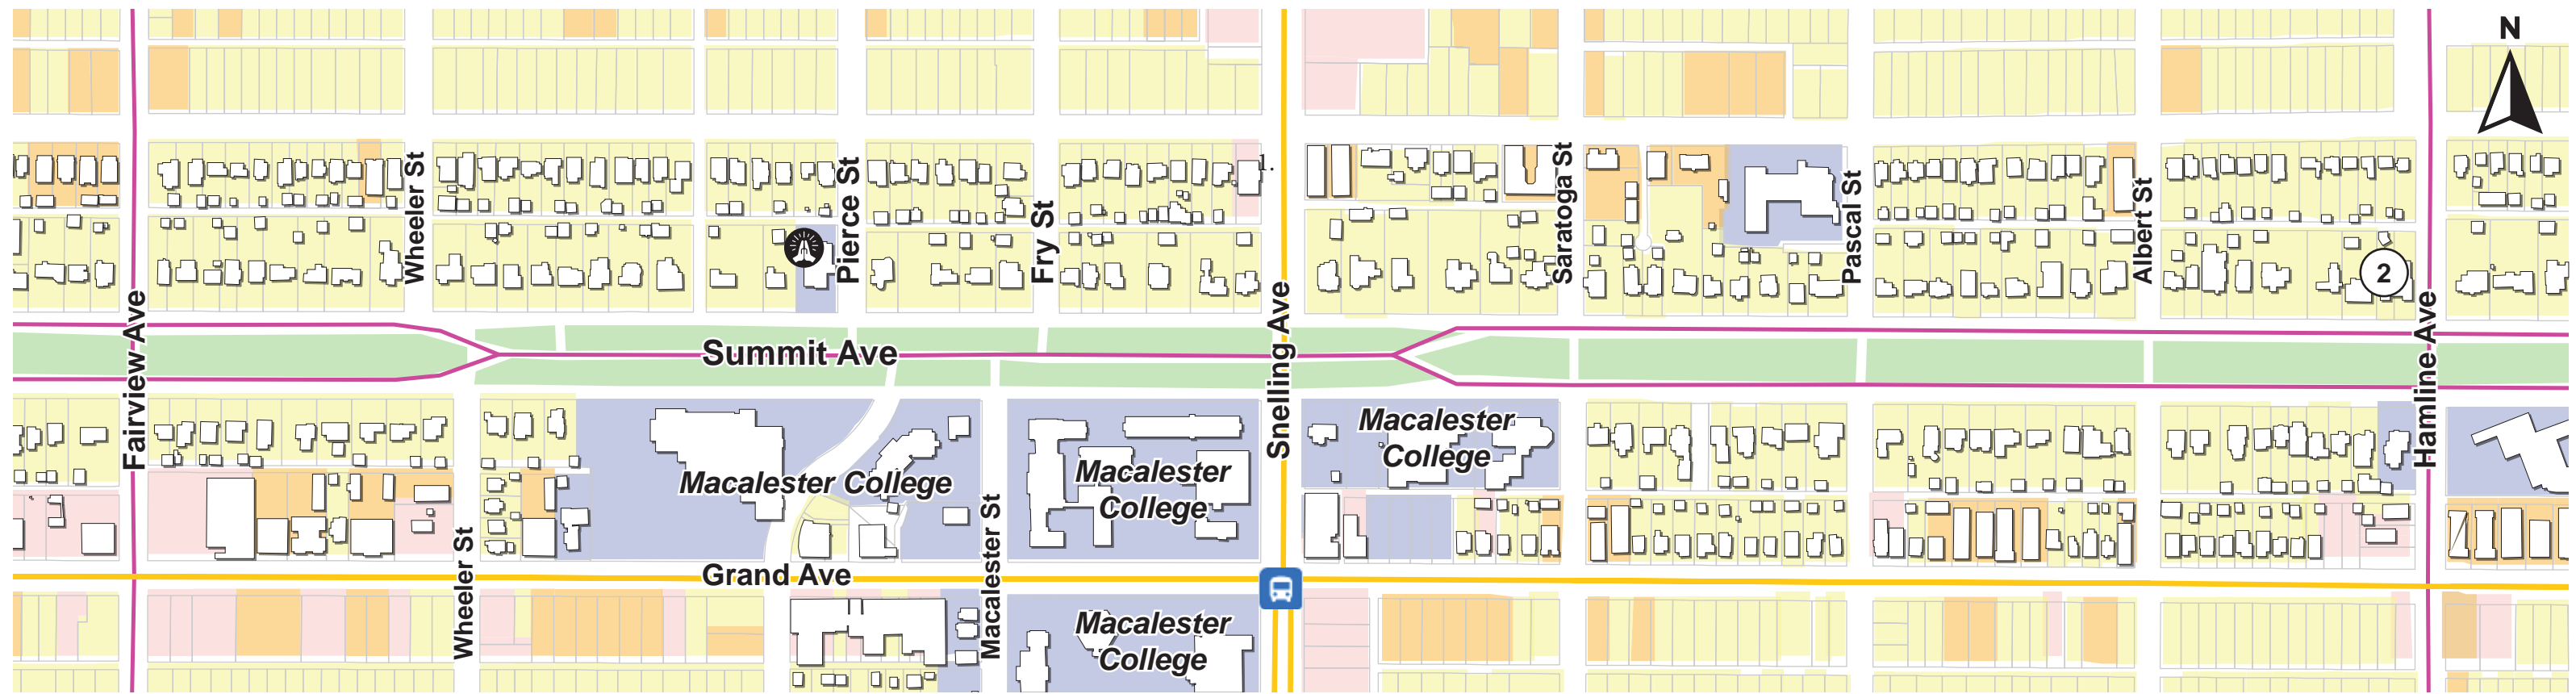 N
1.
Wheeler St
Pierce St
Fry St
Saratoga St
Pascal St
Albert St
2
Fairview Ave
Summit Ave
Snelling Ave
Hamline Ave
Macalester College
Macalester
College
Macalester
College
Wheeler St
Grand Ave
Macalester St
Macalester
College